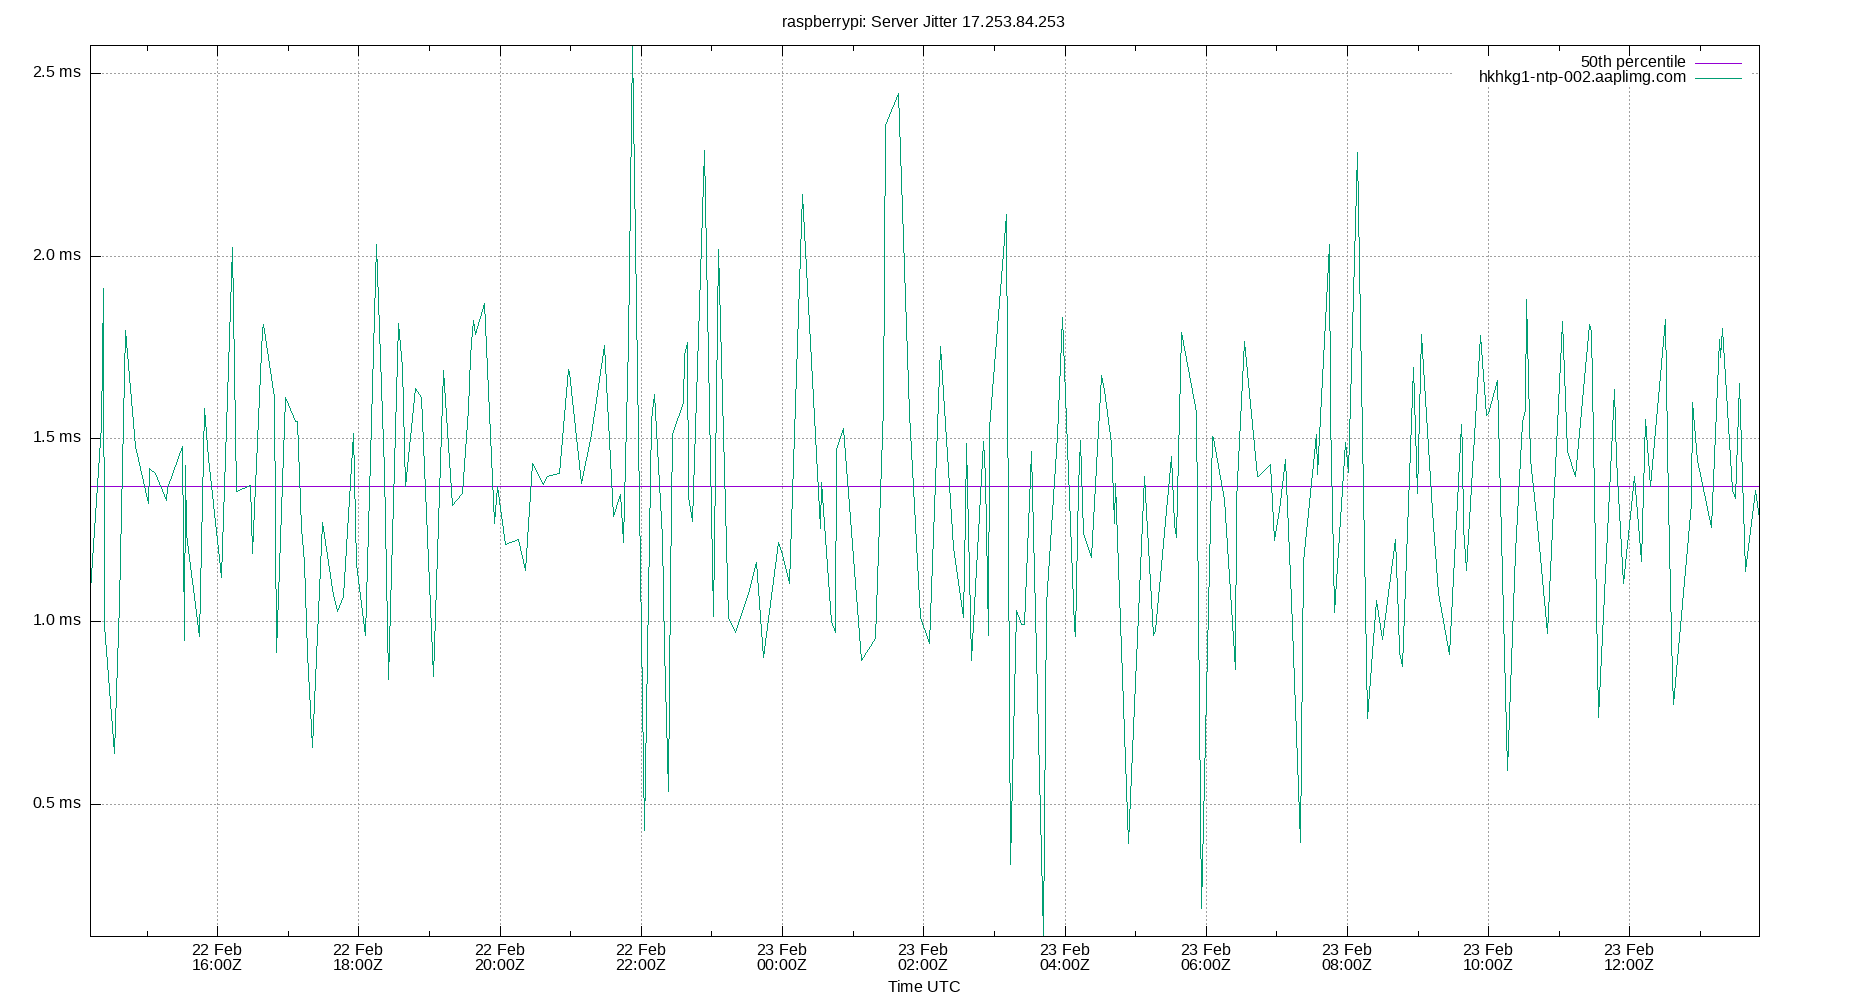 raspberrypi: Server Jitter 17.253.84.253
50th percentile
hkhkg1-ntp-002.aaplimg.com
2.5 ms
2.0 ms
1.5 ms
1.0 ms
0.5 ms
22 Feb 22 Feb 22 Feb 22 Feb 23 Feb 23 Feb 23 Feb 23 Feb 23 Feb 23 Feb 23 Feb
16:00Z 18:00Z 20:00Z 22:00Z 00:00Z 02:00Z 04:00Z 06:00Z 08:00Z 10:00Z 12:00Z
Time UTC